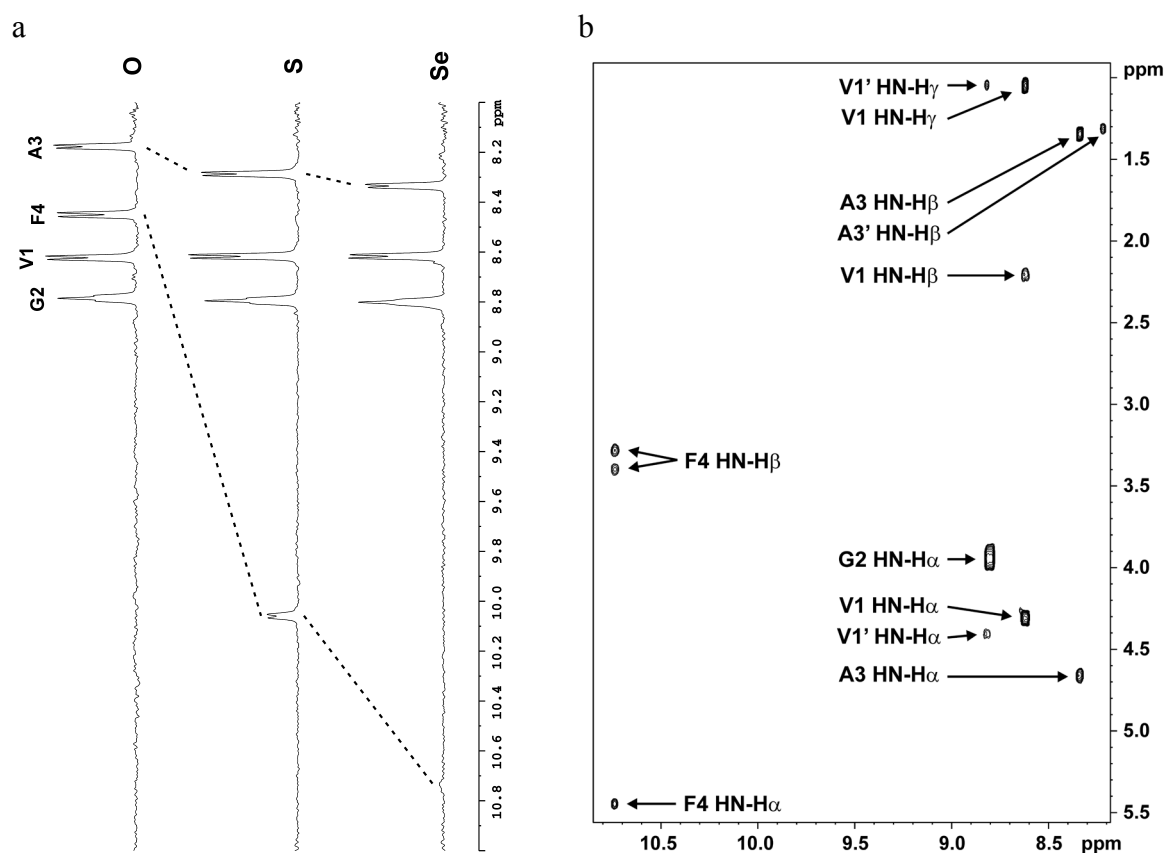 a
O
S
Se
A3
F4
V1
G2
ppm
8.2
8.4
8.6
8.8
9.0
9.2
9.4
9.6
9.8
10.0
10.2
10.4
10.6
10.8
b
ppm
V1' HN-Hγ
V1 HN-Hγ
1.5
A3 HN-Hβ
A3' HN-Hβ
2.0
V1 HN-Hβ
2.5
3.0
F4 HN-Hβ
3.5
G2 HN-Hα
4.0
V1 HN-Hα
V1' HN-Hα
4.5
A3 HN-Hα
5.0
F4 HN-Hα
5.5
10.5 10.0 9.5 9.0 8.5 ppm